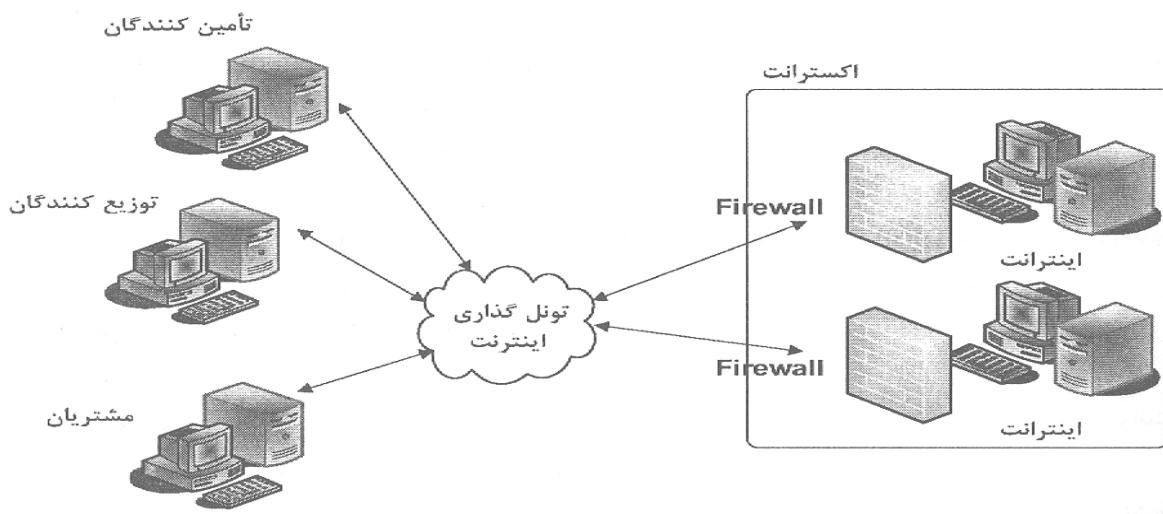 تأمین کنندگان
اکسترانت
توزیع کنندگان
Firewall
اینترانت
تونل گذاری
اینترنت
Firewall
مشتریان
اینترانت